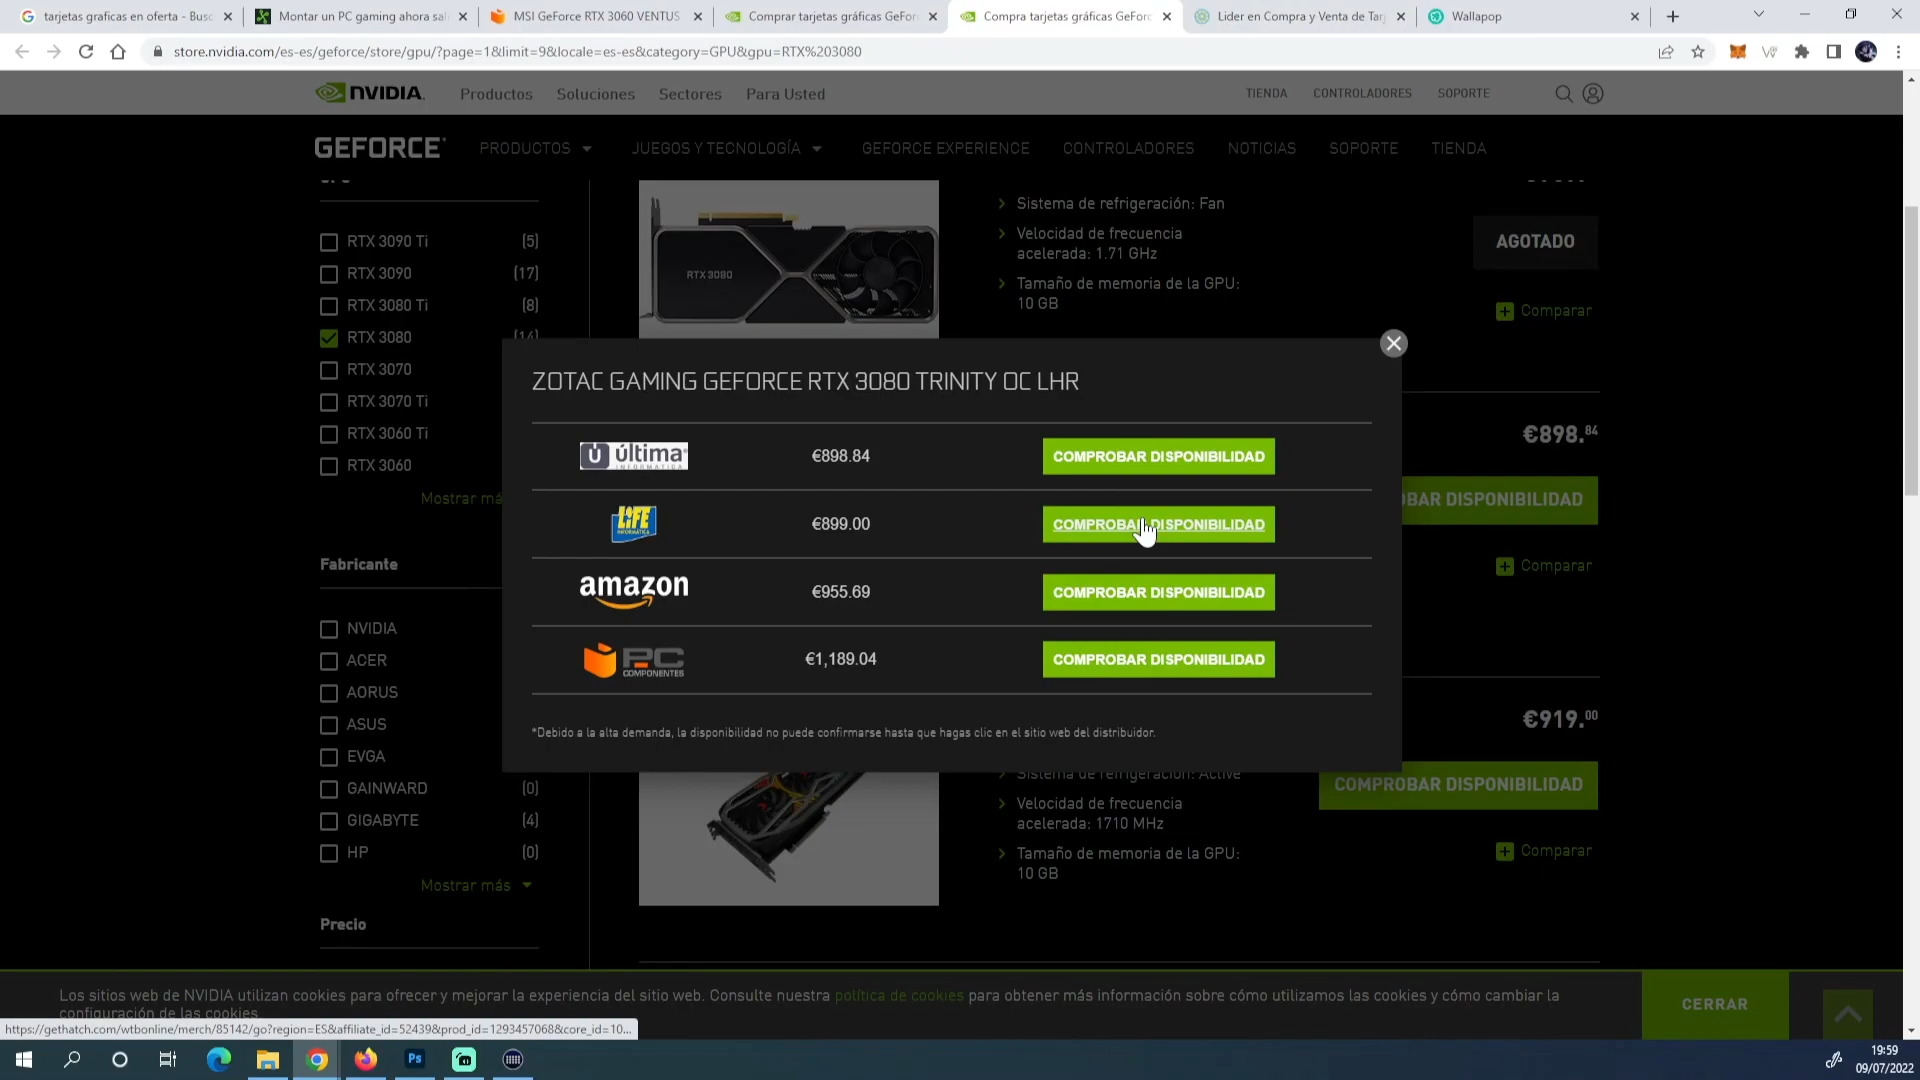 tarjetas graficas en oferta - Busc
Montar un PC gaming ahora sal
MSI GeForce RTX 3060 VENTUS
Comprar tarjetas gráficas GeFor
Compra tarjetas gráficas GeForc
Lider en Compra y Venta de Tar
Wallapop
store.nvidia.com/es-es/geforce/store/gpu/?page=1&limit=9&locale=es-es&category=GPU&gpu=RTX%203080
NVIDIA.
Productos
Soluciones
Sectores
Para Usted
TIENDA
CONTROLADORES
SOPORTE
GEFORCE
PRODUCTOS
JUEGOS Y TECNOLOGÍA
GEFORCE EXPERIENCE
CONTROLADORES
NOTICIAS
SOPORTE
TIENDA
RTX 3090 Ti (5)
RTX 3090 (17)
RTX 3080 Ti (8)
RTX 3080 (14)
RTX 3070
RTX 3070 Ti
RTX 3060 Ti
RTX 3060
Mostrar má
Fabricante
NVIDIA
ACER
AORUS
ASUS
EVGA
GAINWARD (0)
GIGABYTE (4)
HP (0)
Mostrar más
Precio
RTX 3080
Sistema de refrigeración: Fan
Velocidad de frecuencia
acelerada: 1.71 GHz
Tamaño de memoria de la GPU:
10 GB
AGOTADO
Comparar
ZOTAC GAMING GEFORCE RTX 3080 TRINITY OC LHR
última INFORMATICA €898.84 COMPROBAR DISPONIBILIDAD
LIFE INFORMÁTICA €899.00 COMPROBAR DISPONIBILIDAD
amazon €955.69 COMPROBAR DISPONIBILIDAD
PC COMPONENTES €1,189.04 COMPROBAR DISPONIBILIDAD
*Debido a la alta demanda, la disponibilidad no puede confirmarse hasta que hagas clic en el sitio web del distribuidor.
€898.84
BAR DISPONIBILIDAD
Comparar
€919.00
Sistema de refrigeración: Active
Velocidad de frecuencia
acelerada: 1710 MHz
Tamaño de memoria de la GPU:
10 GB
COMPROBAR DISPONIBILIDAD
Comparar
Los sitios web de NVIDIA utilizan cookies para ofrecer y mejorar la experiencia del sitio web. Consulte nuestra política de cookies para obtener más información sobre cómo utilizamos las cookies y cómo cambiar la
configuración de las cookies
CERRAR
https://gethatch.com/wtbonline/merch/85142/go?region=ES&affiliate_id=52439&prod_id=1293457068&core_id=10...
Ps
19:59
09/07/2022